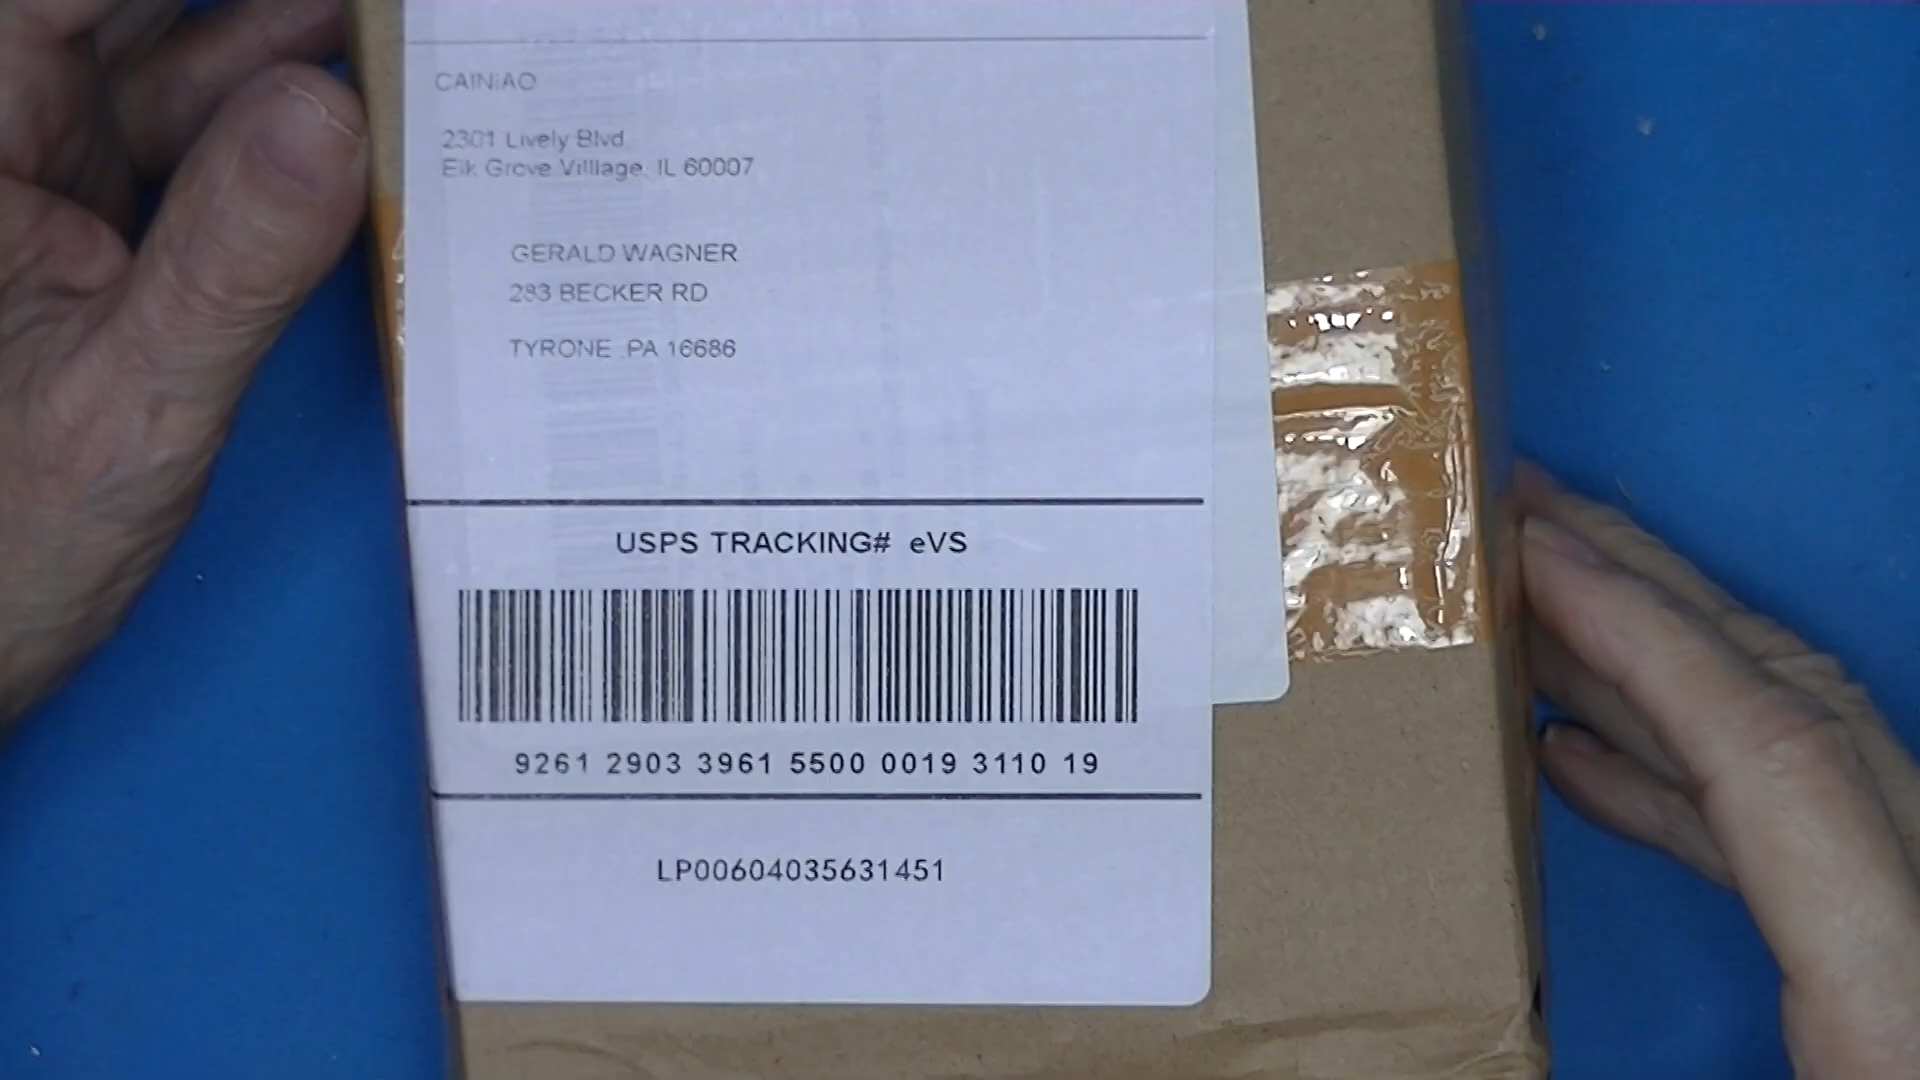 CAINIAO
2301 Lively Blvd
Elk Grove Villlage, IL 60007
GERALD WAGNER
283 BECKER RD
TYRONE PA 16686
USPS TRACKING# eVS
9261 2903 3961 5500 0019 3110 19
LP00604035631451